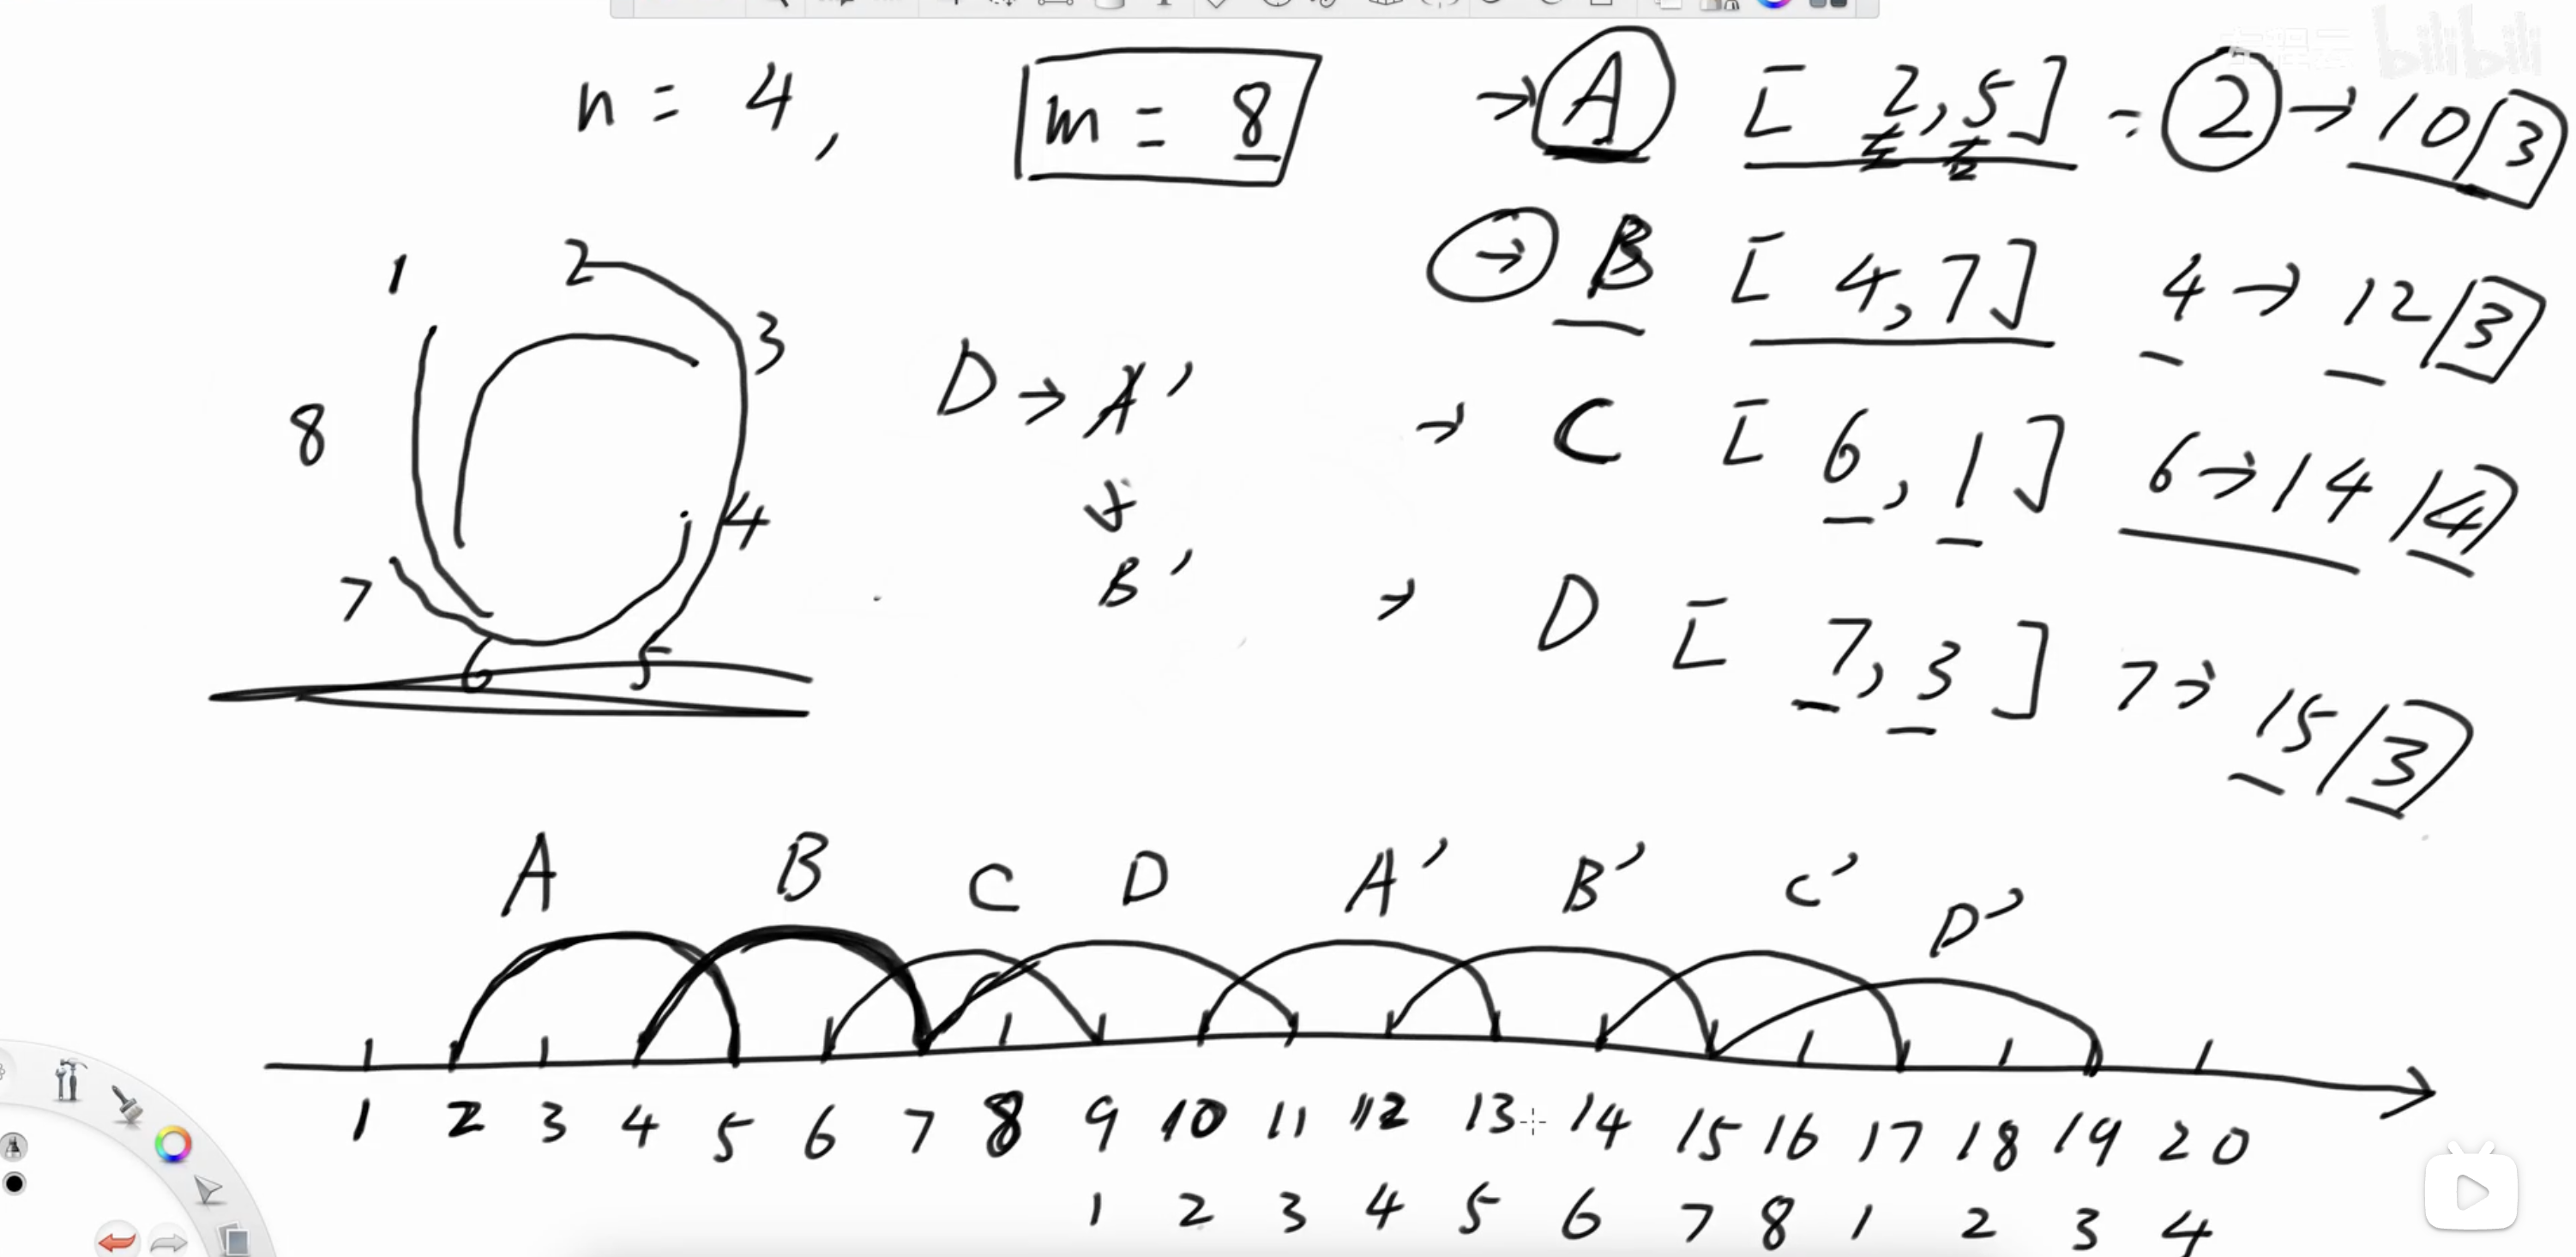 n = 4, m = 8 → A [ 2, 5 ] = 2 → 10 / 3
→ B [ 4, 7 ] 4 → 12 / 3
→ C [ 6, 1 ] 6 → 14 / 4
→ D [ 7, 3 ] 7 → 15 / 3
1 2
3
8
4
7
6 5
D → A'
↓
B'
A B C D A' B' C' D'
1 2 3 4 5 6 7 8 9 10 11 12 13 14 15 16 17 18 19 20
1 2 3 4 5 6 7 8 1 2 3 4
bilibili